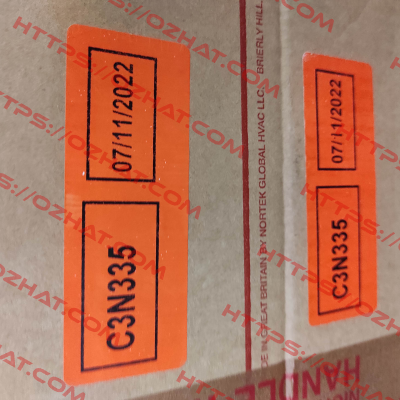 C3N335
07/11/2022
DE IN GREAT BRITAIN BY NORTEK GLOBAL HVAC LLC. BRIERLY HILL,
C3N335
07/11/2022
HANDLE
HTTPS://OZHAT.COM